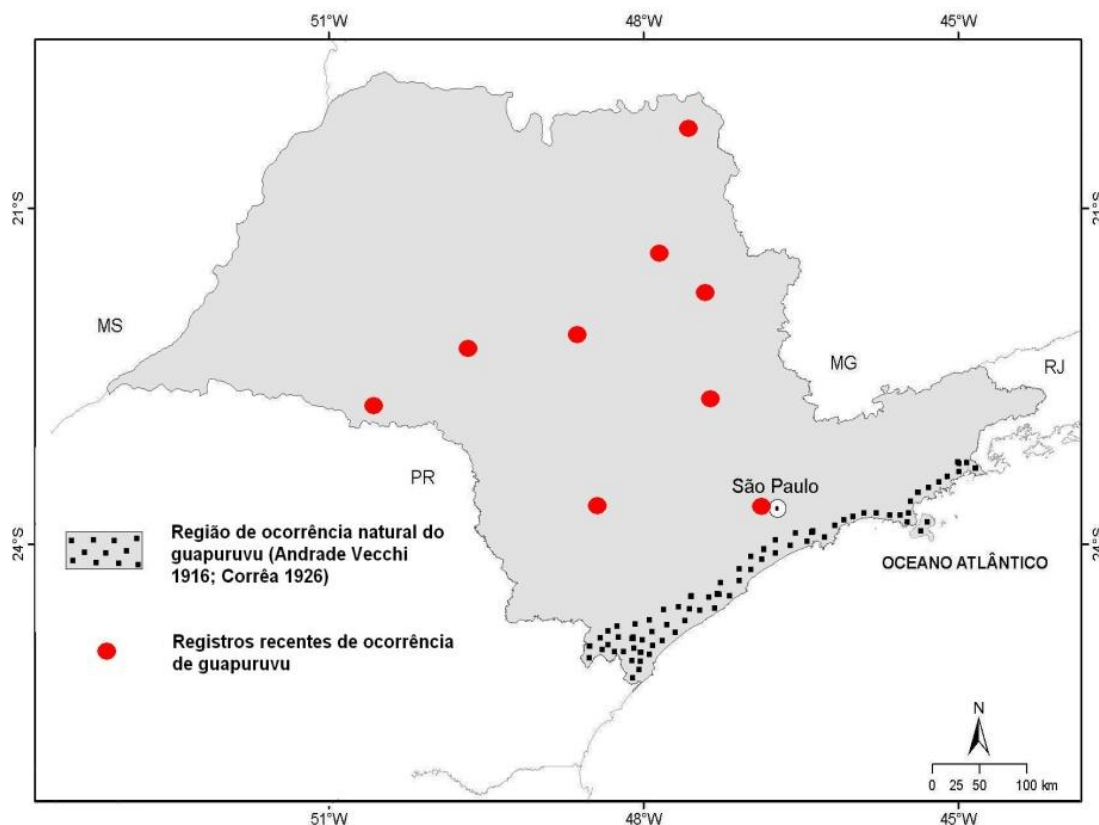 51°W 48°W 45°W
21°S 21°S
MS
MG
RJ
PR
São Paulo
24°S 24°S
OCEANO ATLÂNTICO
Região de ocorrência natural do
guapuruvu (Andrade Vecchi
1916; Corrêa 1926)
Registros recentes de ocorrência
de guapuruvu
N
0 25 50 100 km
51°W 48°W 45°W